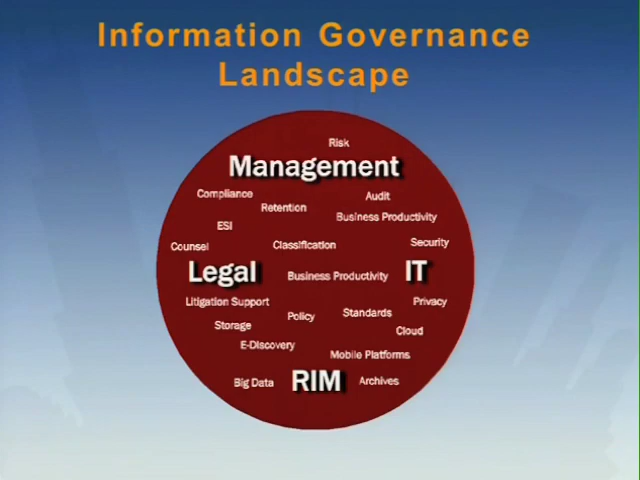 Information Governance
Landscape
Risk
Management
Compliance
Audit
Retention
Business Productivity
ESI
Counsel
Classification
Security
Legal
Business Productivity
IT
Litigation Support
Privacy
Policy
Standards
Storage
Cloud
E-Discovery
Mobile Platforms
Big Data
RIM
Archives